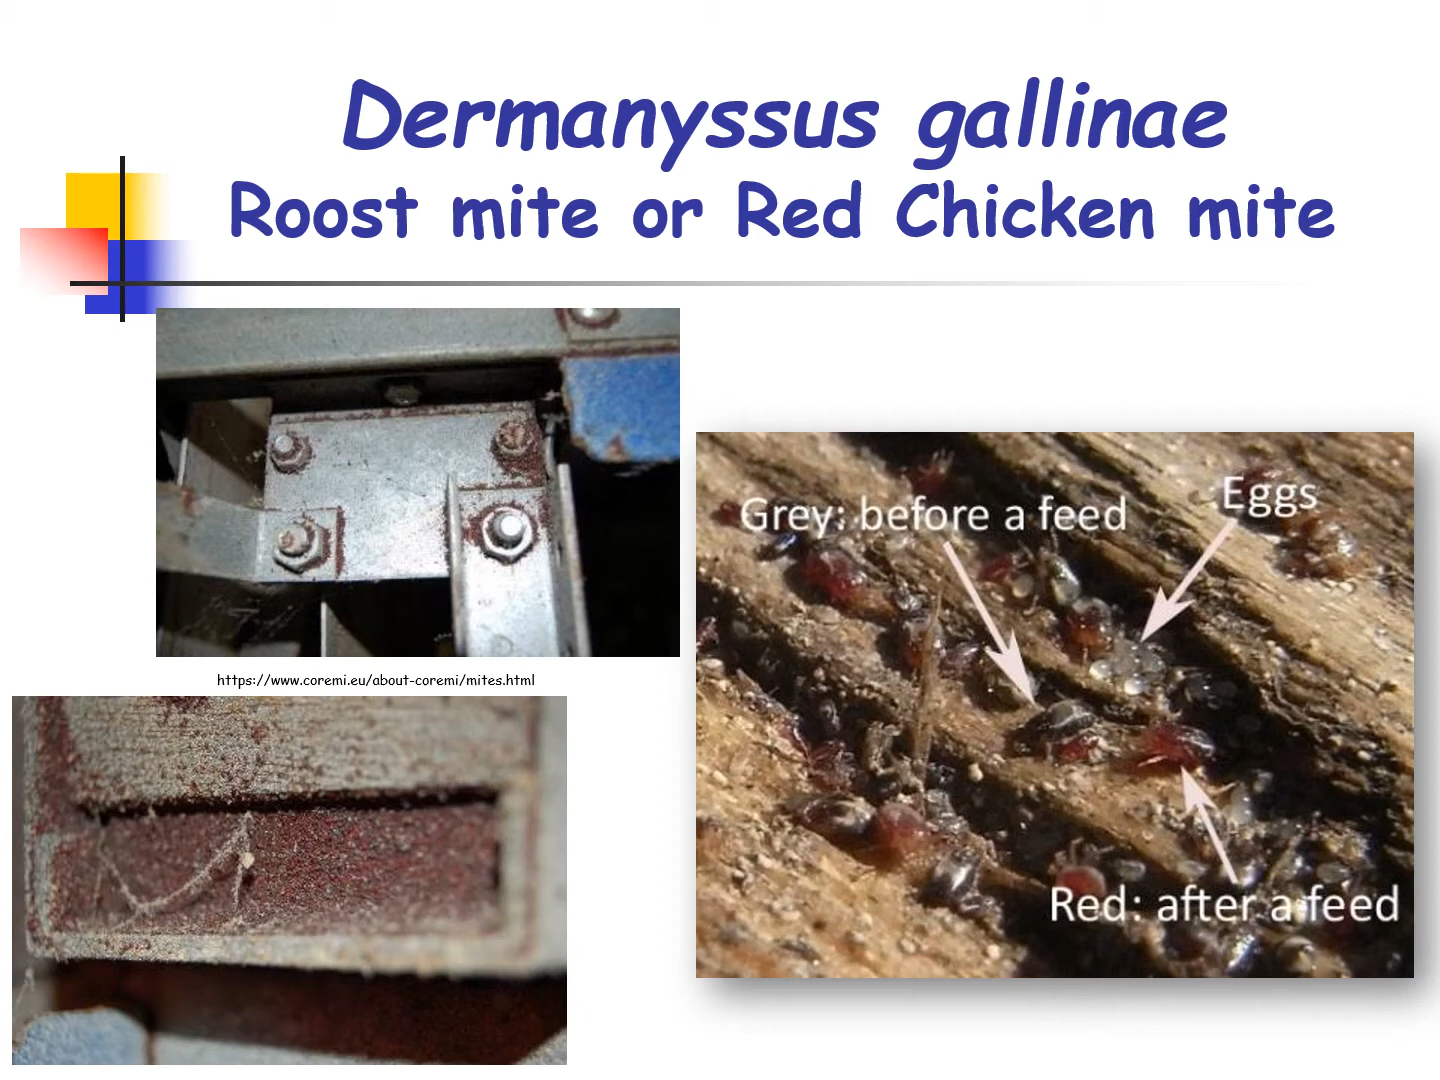 Dermanyssus gallinae
Roost mite or Red Chicken mite
https://www.coremi.eu/about-coremi/mites.html
Grey: before a feed
Eggs
Red: after a feed